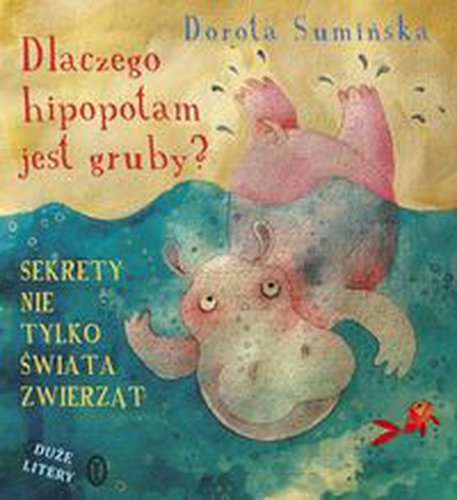 Dorota Sumińska
Dlaczego
hipopotam
jest gruby?
SEKRETY
NIE
TYLKO
ŚWIATA
ZWIERZĄT
DUŻE
LITERY